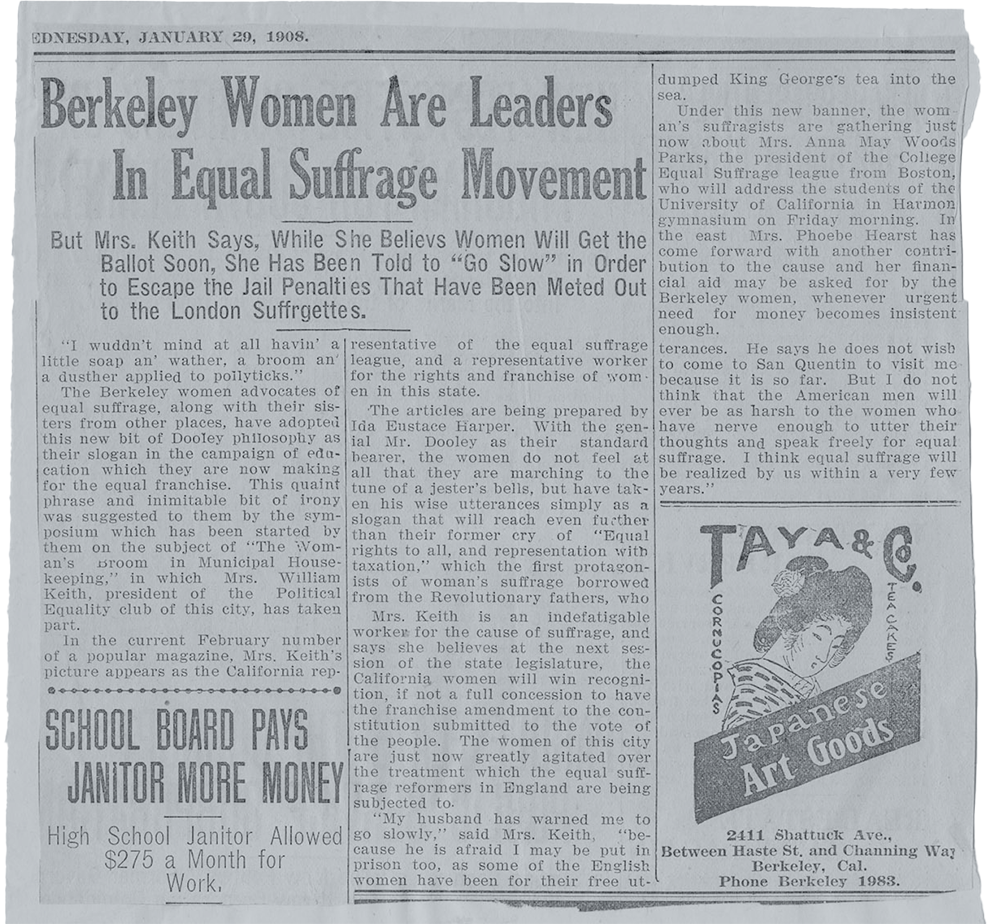 EDNESDAY, JANUARY 29, 1908.
Berkeley Women Are Leaders
In Equal Suffrage Movement
But Mrs. Keith Says, While She Believs Women Will Get the
Ballot Soon, She Has Been Told to “Go Slow” in Order
to Escape the Jail Penalties That Have Been Meted Out
to the London Suffrgettes.
“I wuddn't mind at all havin' a
little soap an' wather, a broom an'
a dusther applied to pollyticks.”
The Berkeley women advocates of
equal suffrage, along with their sis-
ters from other places, have adopted
this new bit of Dooley philosophy as
their slogan in the campaign of edu-
cation which they are now making
for the equal franchise. This quaint
phrase and inimitable bit of irony
was suggested to them by the sym-
posium which has been started by
them on the subject of “The Wom-
an's Broom in Municipal House-
keeping,” in which Mrs. William
Keith, president of the Political
Equality club of this city, has taken
part.
In the current February number
of a popular magazine, Mrs. Keith's
picture appears as the California rep-
resentative of the equal suffrage
league, and a representative worker
for the rights and franchise of wom-
en in this state.
The articles are being prepared by
Ida Eustace Harper. With the gen-
ial Mr. Dooley as their standard
bearer, the women do not feel at
all that they are marching to the
tune of a jester's bells, but have tak-
en his wise utterances simply as a
slogan that will reach even further
than their former cry of “Equal
rights to all, and representation with
taxation,” which the first protagon-
ists of woman's suffrage borrowed
from the Revolutionary fathers, who
dumped King George's tea into the
sea.
Under this new banner, the wom-
an's suffragists are gathering just
now about Mrs. Anna May Woods
Parks, the president of the College
Equal Suffrage league from Boston,
who will address the students of the
University of California in Harmon
gymnasium on Friday morning. In
the east Mrs. Phoebe Hearst has
come forward with another contri-
bution to the cause and her finan-
cial aid may be asked for by the
Berkeley women, whenever urgent
need for money becomes insistent
enough.
Mrs. Keith is an indefatigable
worker for the cause of suffrage, and
says she believes at the next ses-
sion of the state legislature, the
California women will win recogni-
tion, if not a full concession to have
the franchise amendment to the con-
stitution submitted to the vote of
the people. The women of this city
are just now greatly agitated over
the treatment which the equal suff-
rage reformers in England are being
subjected to.
“My husband has warned me to
go slowly,” said Mrs. Keith, “be-
cause he is afraid I may be put in
prison too, as some of the English
women have been for their free ut-
terances. He says he does not wish
to come to San Quentin to visit me
because it is so far. But I do not
think that the American men will
ever be as harsh to the women who
have nerve enough to utter their
thoughts and speak freely for equal
suffrage. I think equal suffrage will
be realized by us within a very few
years.”
SCHOOL BOARD PAYS
JANITOR MORE MONEY
High School Janitor Allowed
$275 a Month for
Work.
TAYA & Co.
CORNUCOPIAS
TEA CAKES
Japanese
Art Goods
2411 Shattuck Ave.,
Between Haste St. and Channing Way
Berkeley, Cal.
Phone Berkeley 1983.